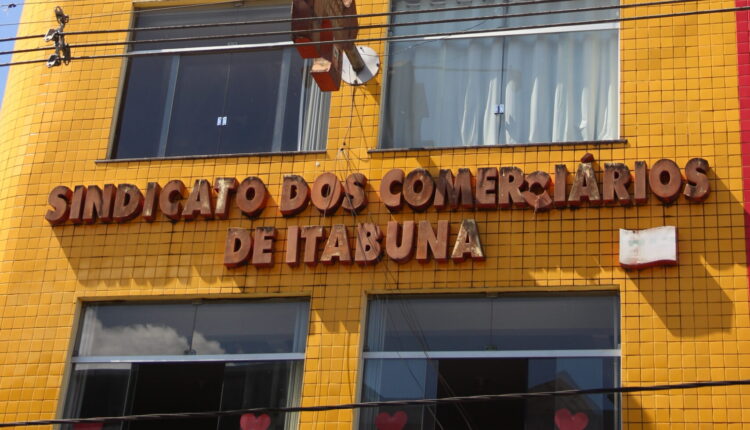 SINDICATO DOS COMERCIÁRIOS
DE ITABUNA